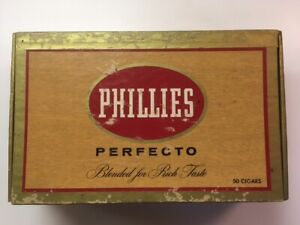 PHILLIES
PERFECTO
Blended for Rich Taste
50 CIGARS